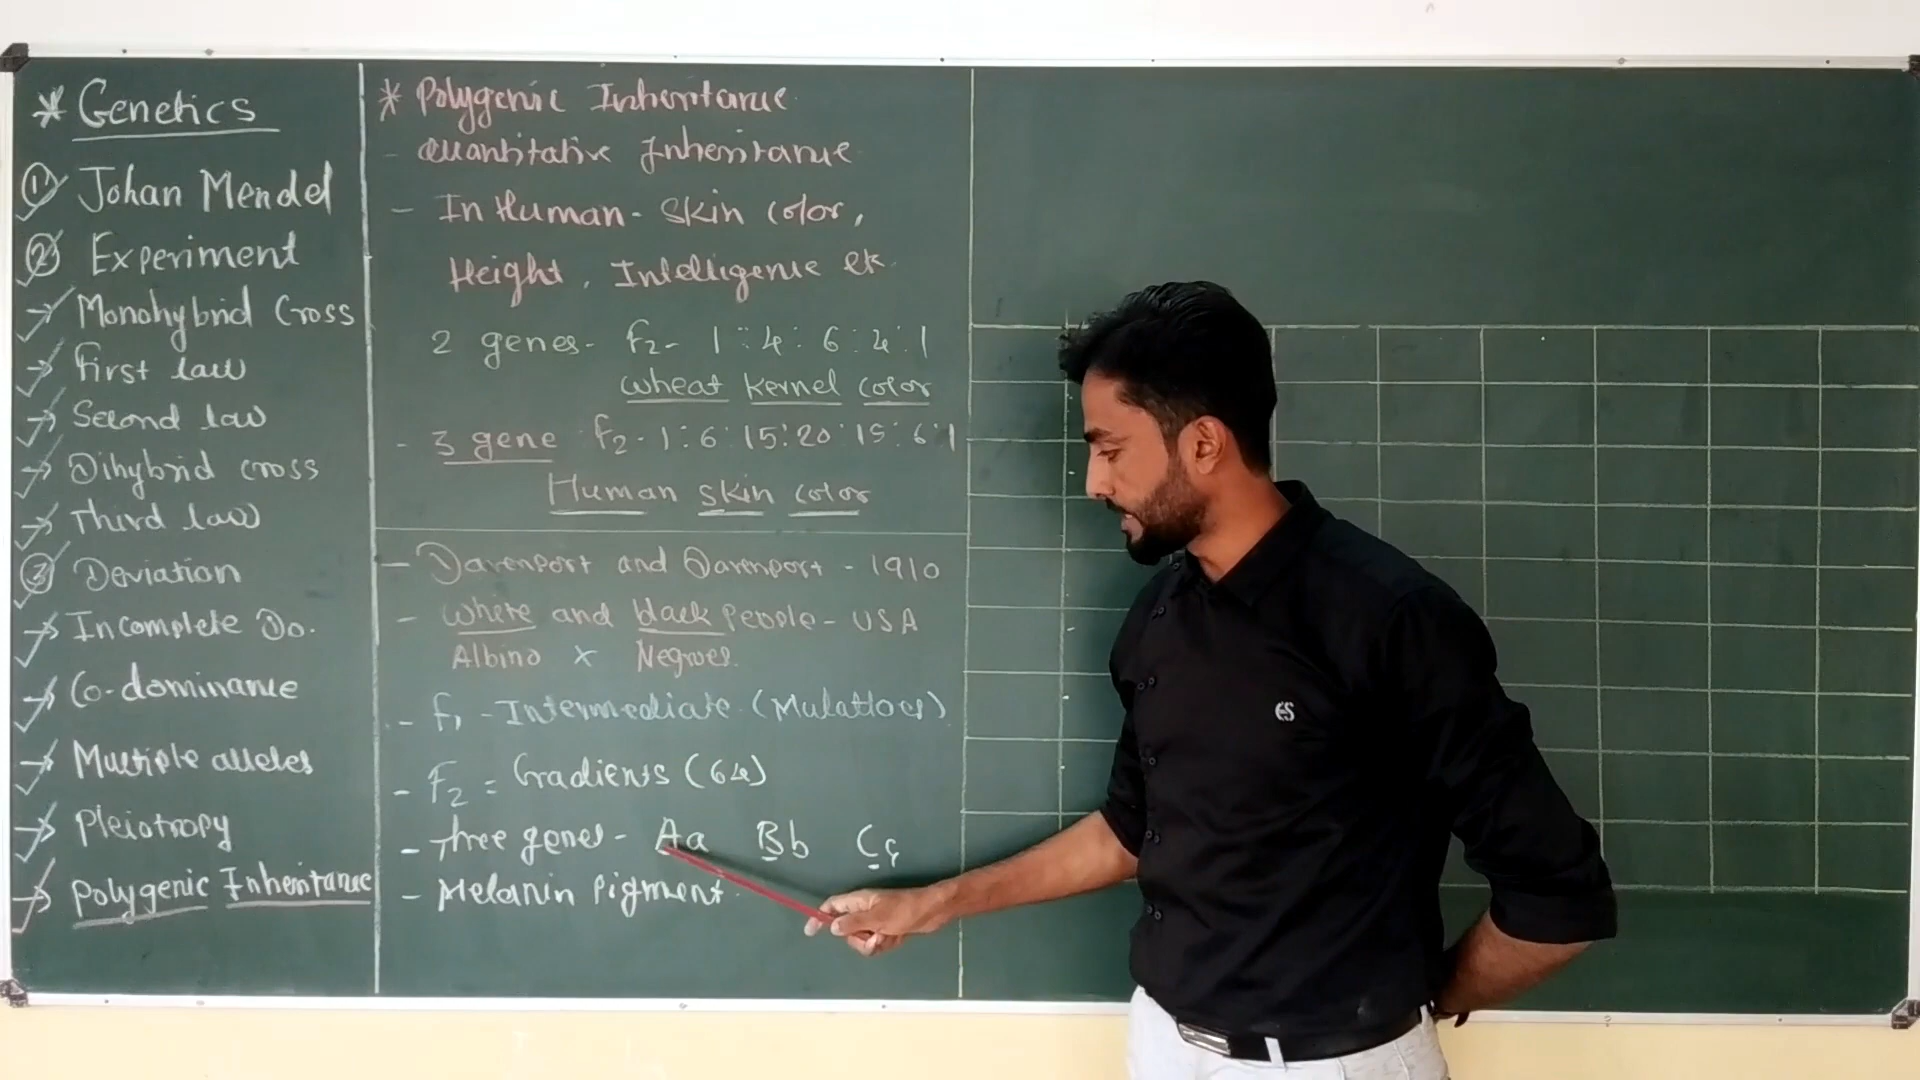 * Genetics
① Johan Mendel
② Experiment
→ Monohybrid Cross
→ First law
→ Second law
→ Dihybrid cross
→ Third law
③ Deviation
→ Incomplete Do.
→ Co-dominance
→ Multiple alleles
→ Pleiotropy
→ Polygenic Inheritance
* Polygenic Inheritance
- Quantitative Inheritance
- In Human - Skin color,
Height, Intelligence etc
2 genes - F2 - 1 : 4 : 6 : 4 : 1
wheat kernel color
- 3 gene F2 - 1 : 6 : 15 : 20 : 15 : 6 : 1
Human skin color
- Davenport and Davenport - 1910
- where and black people - USA
Albino x Negroes.
- F1 - Intermediate (Mulattoes)
- F2 = Gradients (64)
- Three genes - Aa Bb Cc
- Melanin pigment.
ES